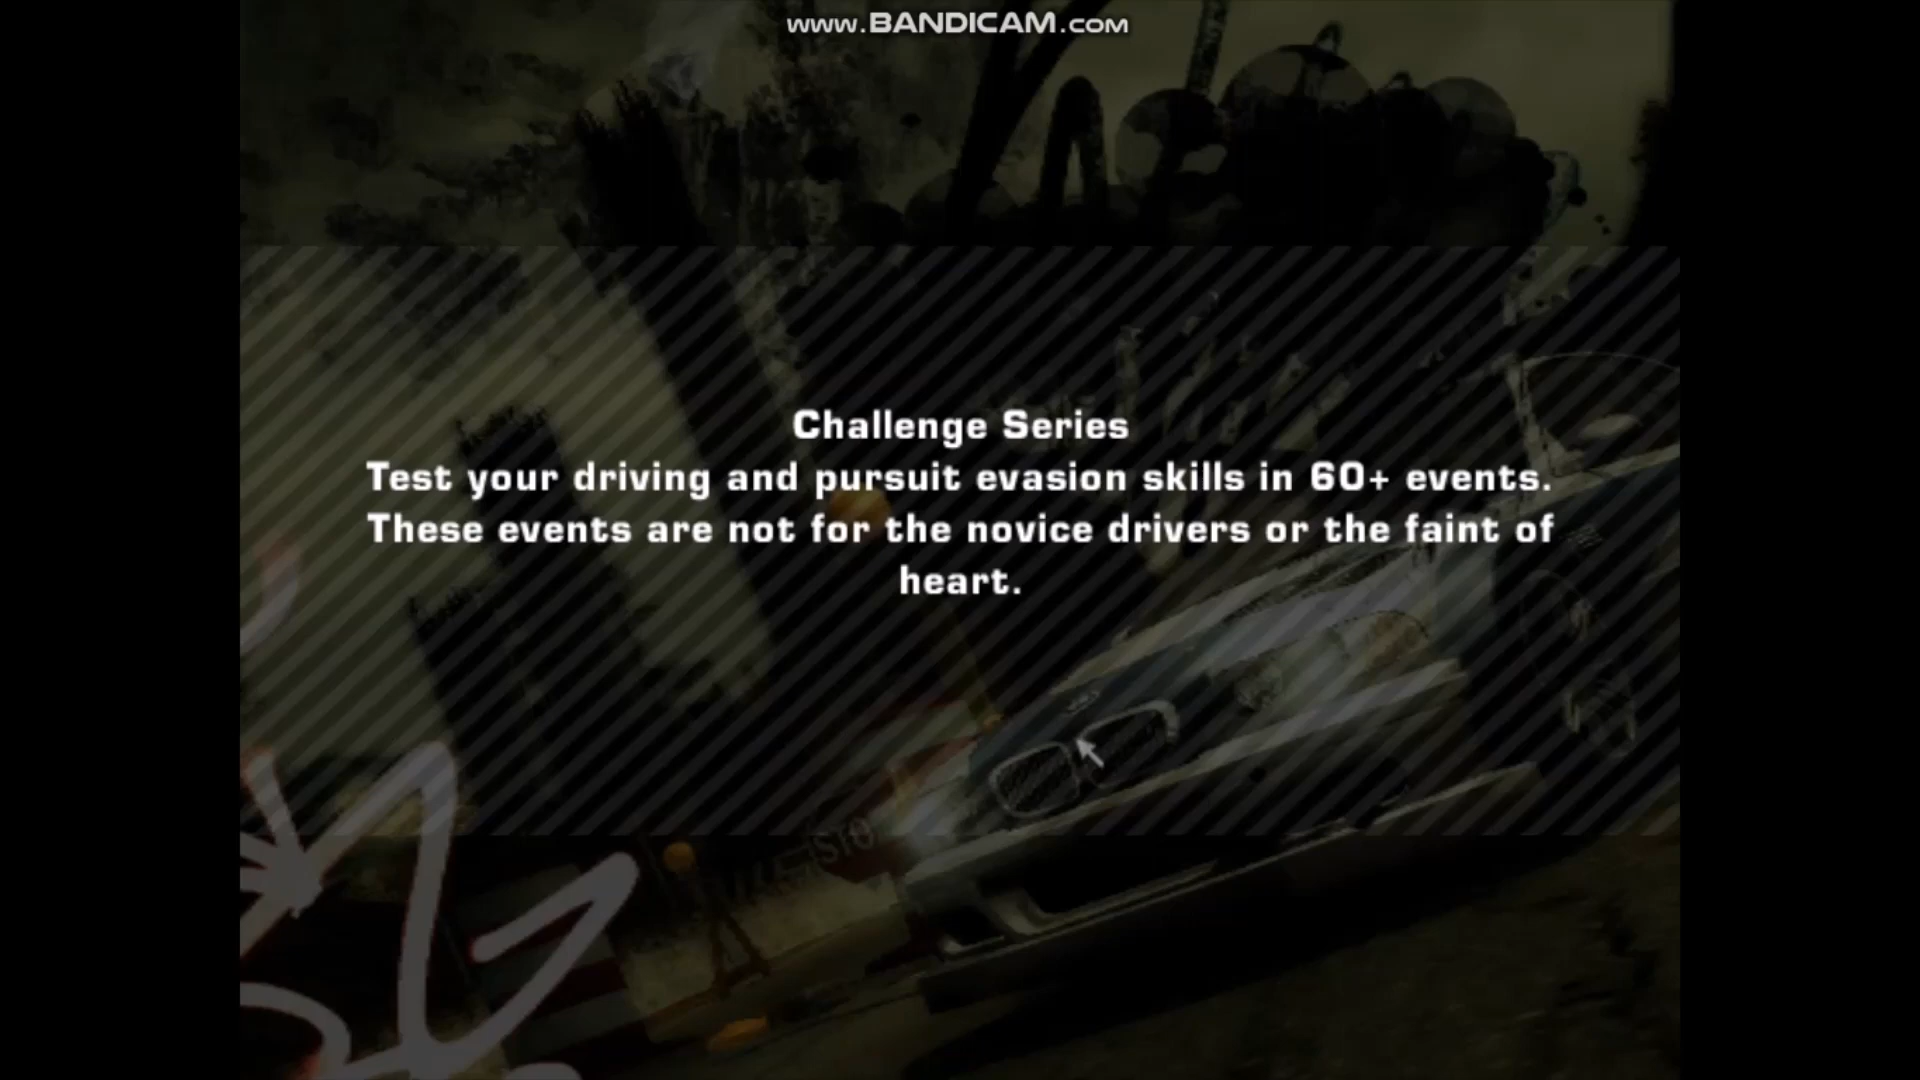 www.BANDICAM.com
Challenge Series
Test your driving and pursuit evasion skills in 60+ events.
These events are not for the novice drivers or the faint of
heart.
STO